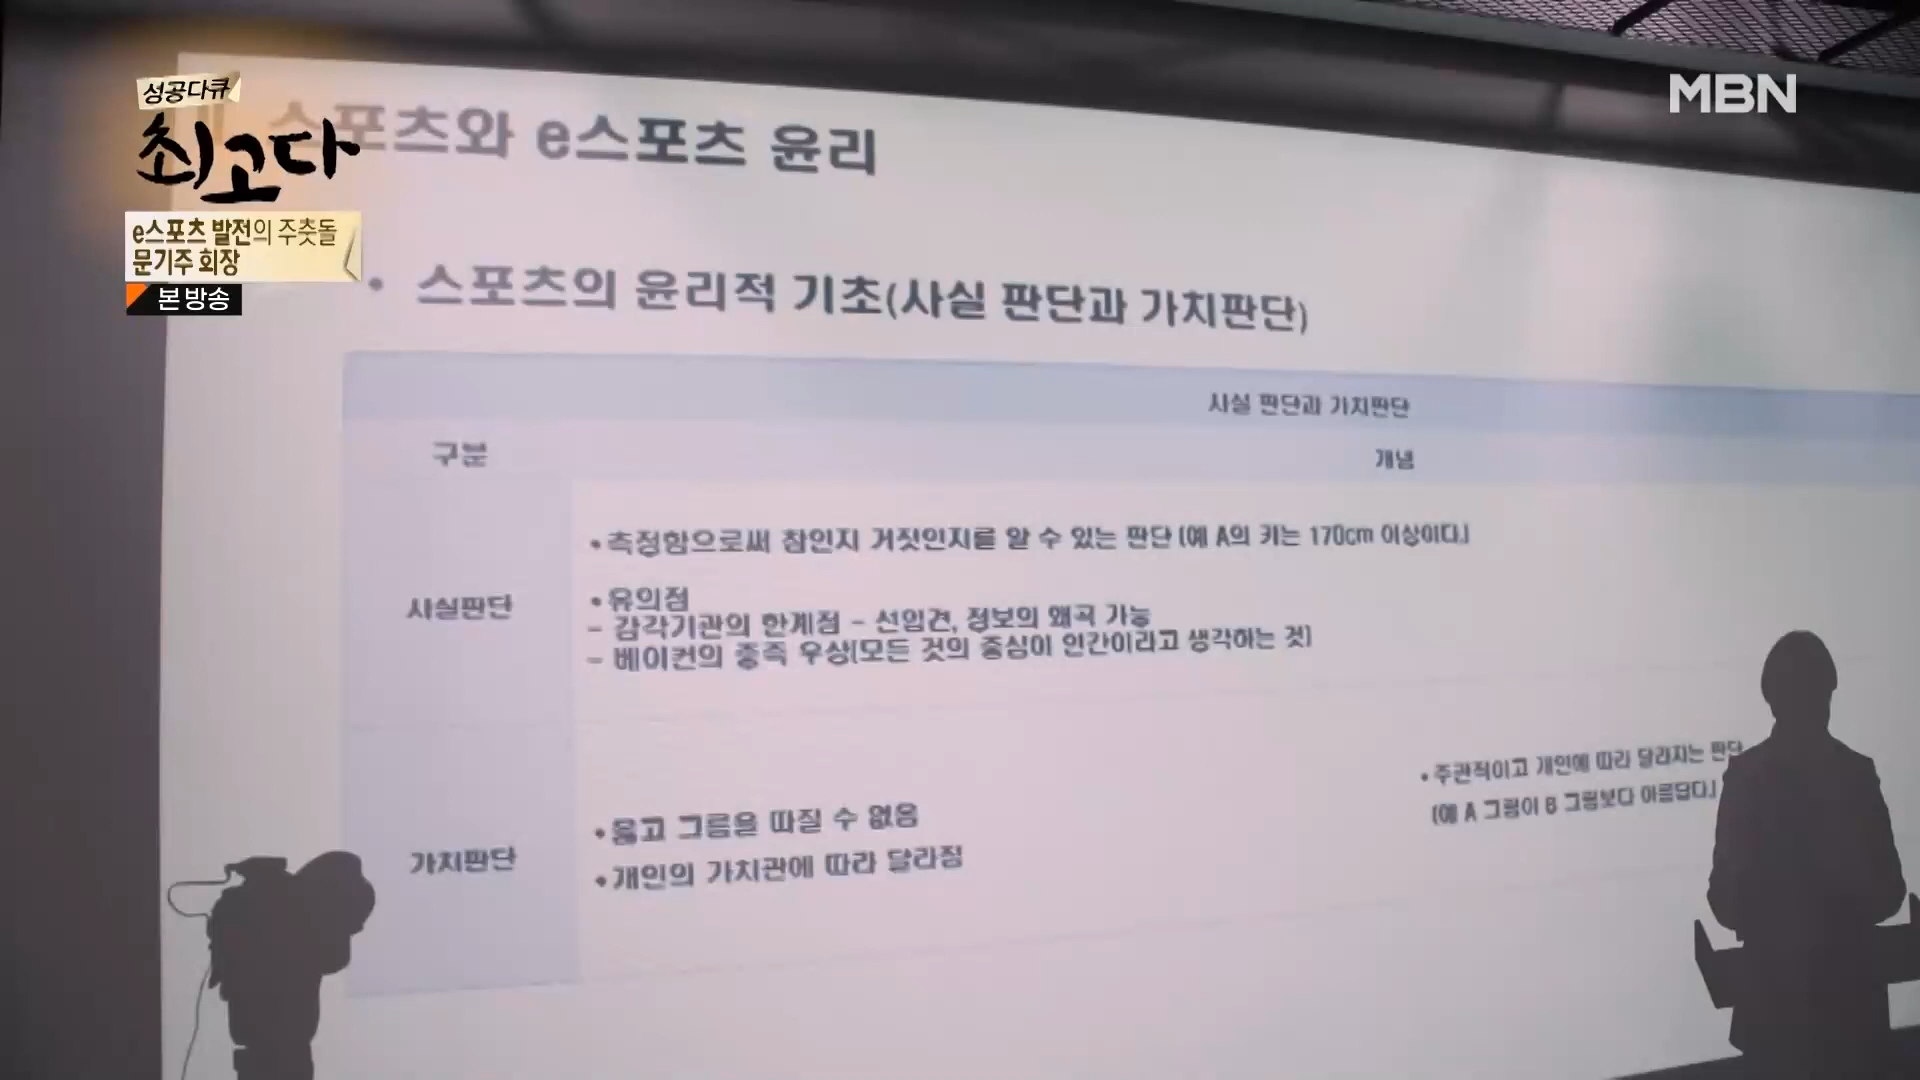 성공다큐
최고다
e스포츠 발전의 주춧돌
문기주 회장
본 방송
MBN
스포츠와 e스포츠 윤리
• 스포츠의 윤리적 기초(사실 판단과 가치판단)
사실 판단과 가치판단
구분
개념
사실판단
• 측정함으로써 참인지 거짓인지를 알 수 있는 판단 (예 A의 키는 170cm 이상이다.)
• 유의점
- 감각기관의 한계점 - 선입견, 정보의 왜곡 가능
- 베이컨의 종족 우상(모든 것의 중심이 인간이라고 생각하는 것)
가치판단
• 옳고 그름을 따질 수 없음
• 개인의 가치관에 따라 달라짐
• 주관적이고 개인에 따라 달라지는 판단
(예 A 그림이 B 그림보다 아름답다.)